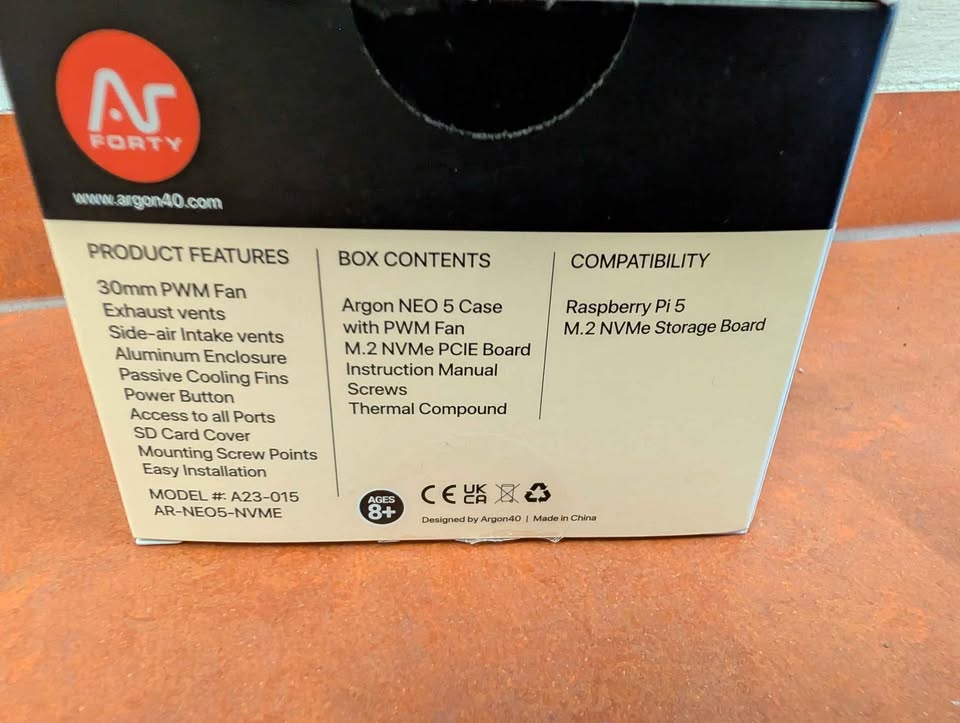 Ar
FORTY
www.argon40.com
PRODUCT FEATURES
30mm PWM Fan
Exhaust vents
Side-air Intake vents
Aluminum Enclosure
Passive Cooling Fins
Power Button
Access to all Ports
SD Card Cover
Mounting Screw Points
Easy Installation
MODEL #: A23-015
AR-NEO5-NVME
BOX CONTENTS
Argon NEO 5 Case
with PWM Fan
M.2 NVMe PCIE Board
Instruction Manual
Screws
Thermal Compound
COMPATIBILITY
Raspberry Pi 5
M.2 NVMe Storage Board
AGES
8+
CE UK
CA
Designed by Argon40 | Made in China